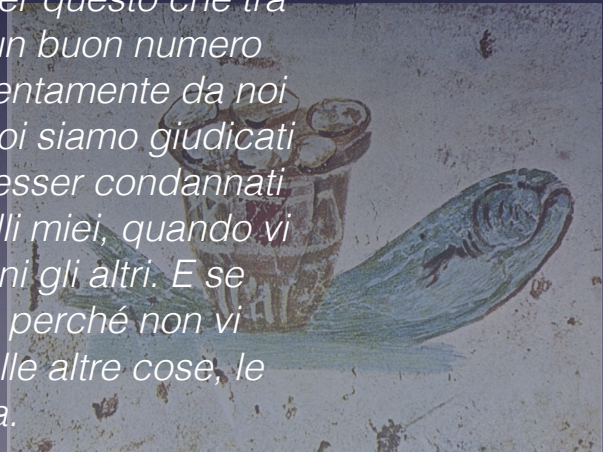 er questo che tra
un buon numero
entamente da noi
oi siamo giudicati
esser condannati
lli miei, quando vi
ni gli altri. E se
perché non vi
lle altre cose, le
a.